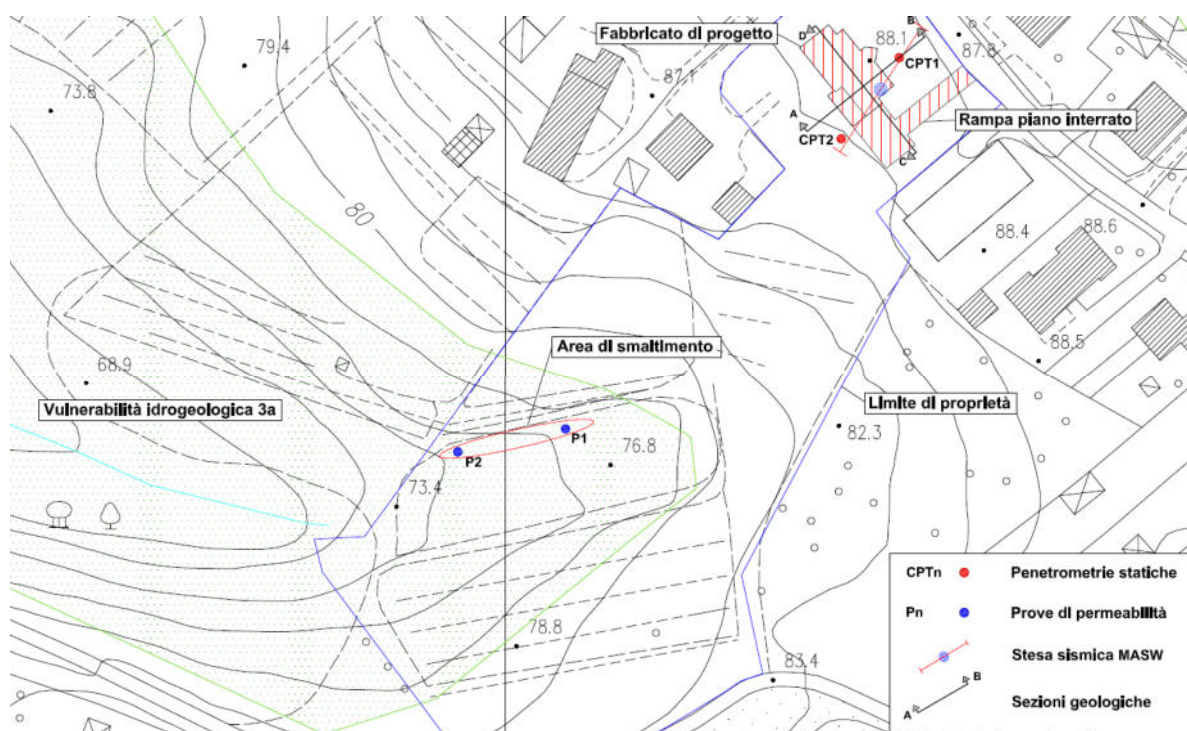 79.4
73.8
Fabbricato di progetto
87.1
D
88.1
B
87.8
CPT1
A
CPT2
C
Rampa piano interrato
80
88.4
88.6
88.5
68.9
Area di smaltimento
Vulnerabilità idrogeologica 3a
Limite di proprietà
P1
P2
76.8
82.3
73.4
78.8
83.4
CPTn Penetrometrie statiche
Pn Prove di permeabilità
Stesa sismica MASW
B
A
Sezioni geologiche